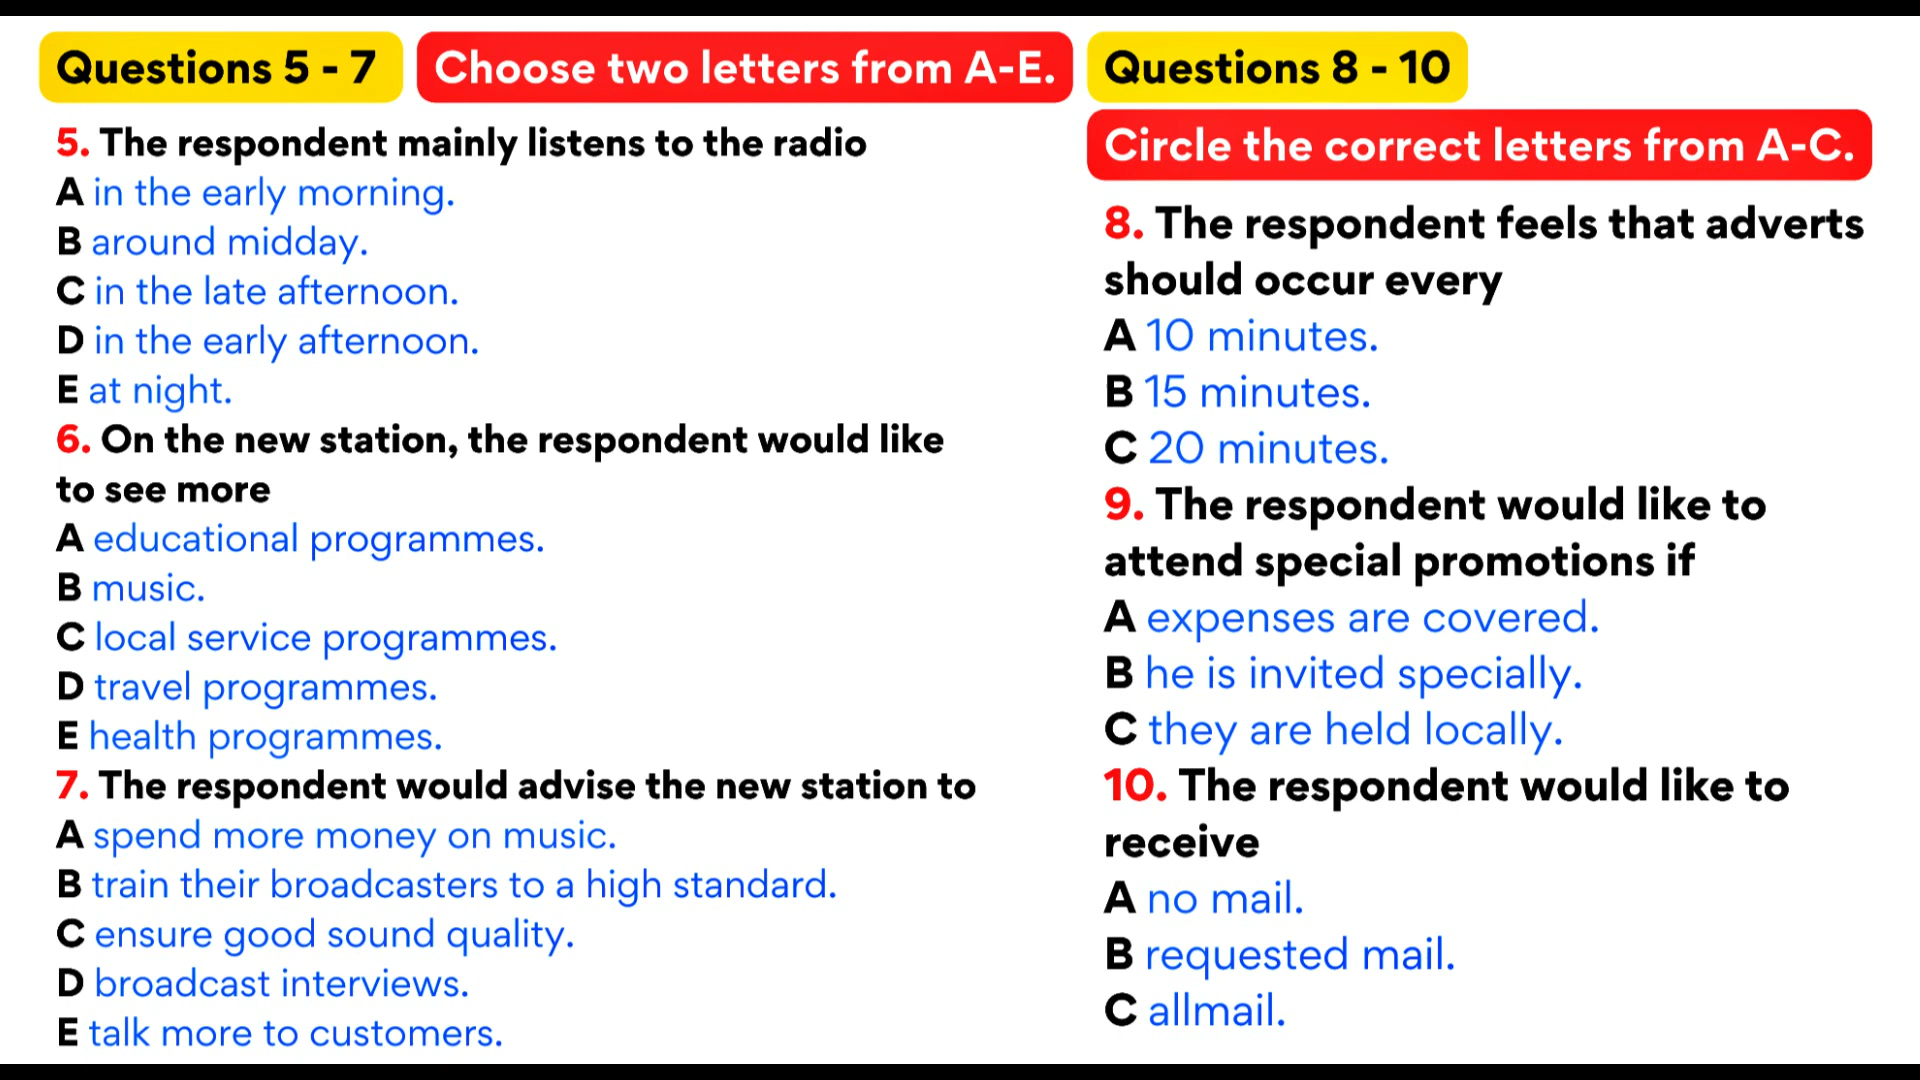 Questions 5 - 7
Choose two letters from A-E.
5. The respondent mainly listens to the radio
A in the early morning.
B around midday.
C in the late afternoon.
D in the early afternoon.
E at night.
6. On the new station, the respondent would like
to see more
A educational programmes.
B music.
C local service programmes.
D travel programmes.
E health programmes.
7. The respondent would advise the new station to
A spend more money on music.
B train their broadcasters to a high standard.
C ensure good sound quality.
D broadcast interviews.
E talk more to customers.
Questions 8 - 10
Circle the correct letters from A-C.
8. The respondent feels that adverts
should occur every
A 10 minutes.
B 15 minutes.
C 20 minutes.
9. The respondent would like to
attend special promotions if
A expenses are covered.
B he is invited specially.
C they are held locally.
10. The respondent would like to
receive
A no mail.
B requested mail.
C allmail.